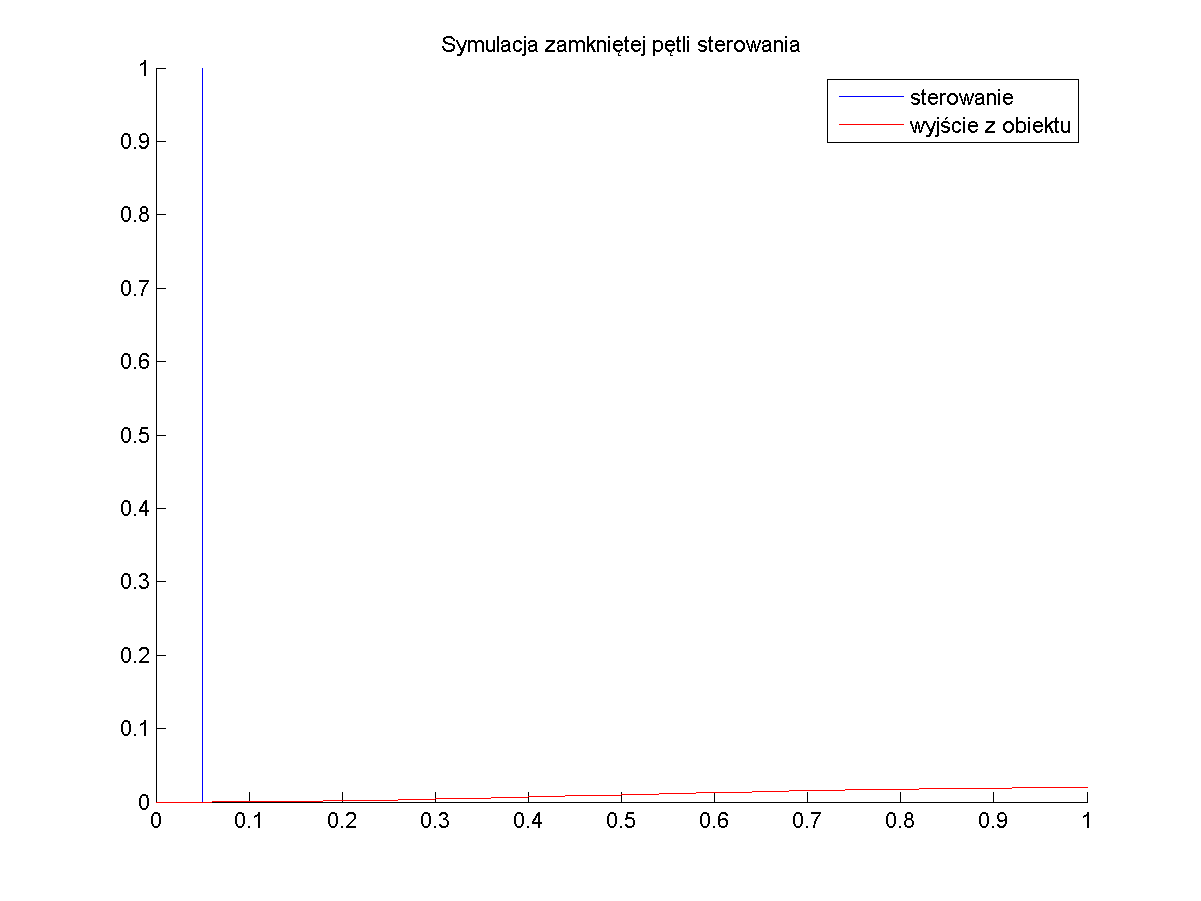 Symulacja zamkniętej pętli sterowania
sterowanie
wyjście z obiektu
1
0.9
0.8
0.7
0.6
0.5
0.4
0.3
0.2
0.1
0
0 0.1 0.2 0.3 0.4 0.5 0.6 0.7 0.8 0.9 1